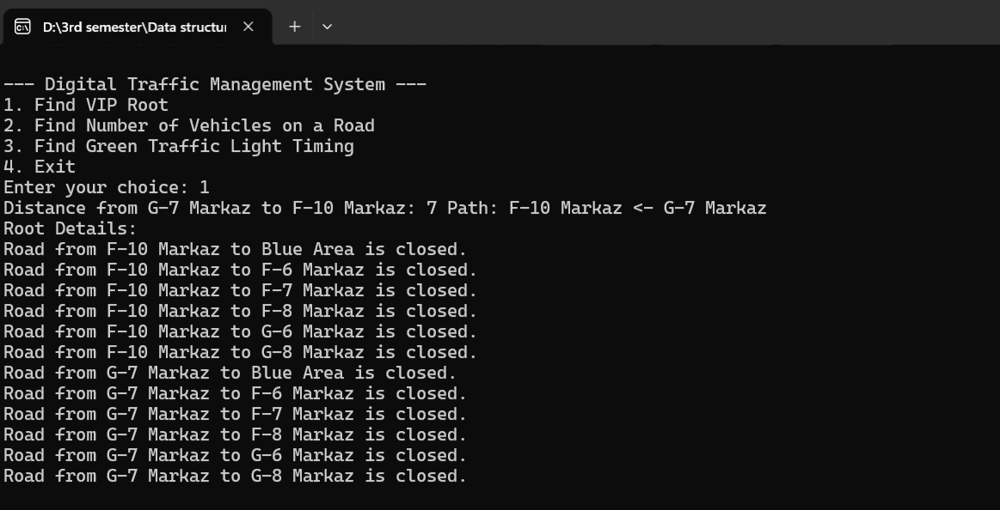 D:\3rd semester\Data structu
--- Digital Traffic Management System ---
1. Find VIP Root
2. Find Number of Vehicles on a Road
3. Find Green Traffic Light Timing
4. Exit
Enter your choice: 1
Distance from G-7 Markaz to F-10 Markaz: 7 Path: F-10 Markaz <- G-7 Markaz
Root Details:
Road from F-10 Markaz to Blue Area is closed.
Road from F-10 Markaz to F-6 Markaz is closed.
Road from F-10 Markaz to F-7 Markaz is closed.
Road from F-10 Markaz to F-8 Markaz is closed.
Road from F-10 Markaz to G-6 Markaz is closed.
Road from F-10 Markaz to G-8 Markaz is closed.
Road from G-7 Markaz to Blue Area is closed.
Road from G-7 Markaz to F-6 Markaz is closed.
Road from G-7 Markaz to F-7 Markaz is closed.
Road from G-7 Markaz to F-8 Markaz is closed.
Road from G-7 Markaz to G-6 Markaz is closed.
Road from G-7 Markaz to G-8 Markaz is closed.